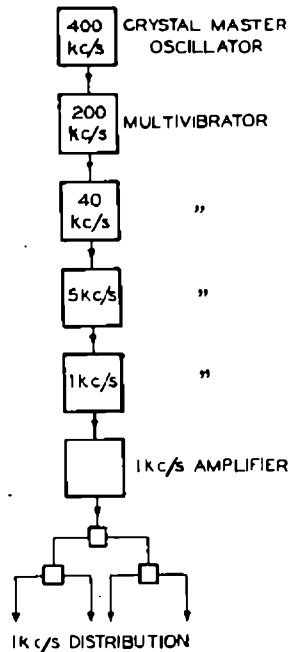 400
kc/s
CRYSTAL MASTER
OSCILLATOR
200
kc/s
MULTIVIBRATOR
40
kc/s
"
5kc/s
"
1kc/s
"
1kc/s AMPLIFIER
1kc/s DISTRIBUTION